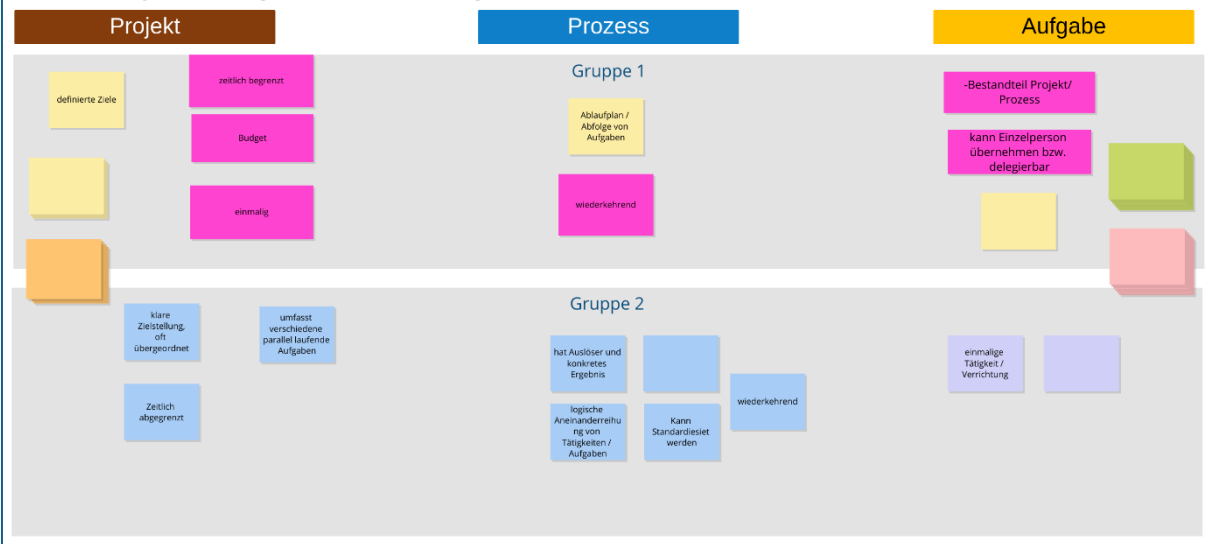 Projekt
Prozess
Aufgabe
Gruppe 1
definierte Ziele
zeitlich begrenzt
Budget
einmalig
Ablaufplan /
Abfolge von
Aufgaben
wiederkehrend
-Bestandteil Projekt/
Prozess
kann Einzelperson
übernehmen bzw.
delegierbar
Gruppe 2
klare
Zielstellung,
oft
übergeordnet
umfasst
verschiedene
parallel laufende
Aufgaben
Zeitlich
abgegrenzt
hat Auslöser und
konkretes
Ergebnis
logische
Aneinanderreihu
ng von
Tätigkeiten /
Aufgaben
Kann
Standardiesiet
werden
wiederkehrend
einmalige
Tätigkeit /
Verrichtung